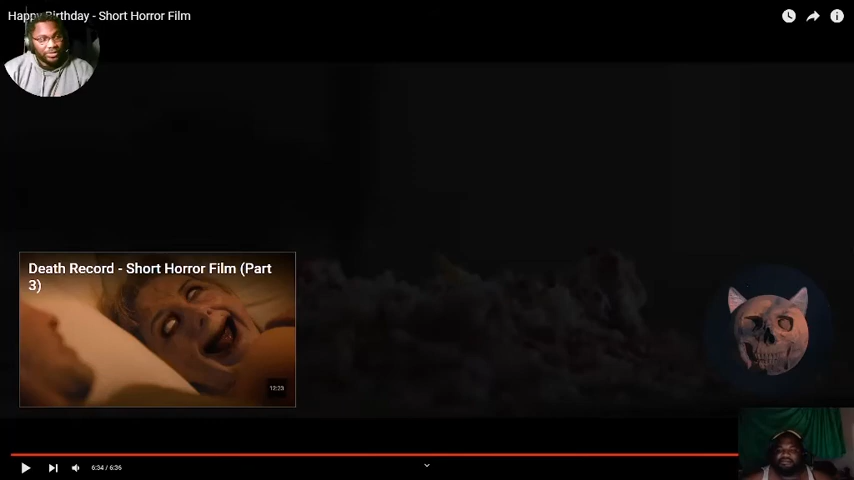 Happy Birthday - Short Horror Film
Death Record - Short Horror Film (Part
3)
12:23
6:34 / 6:36